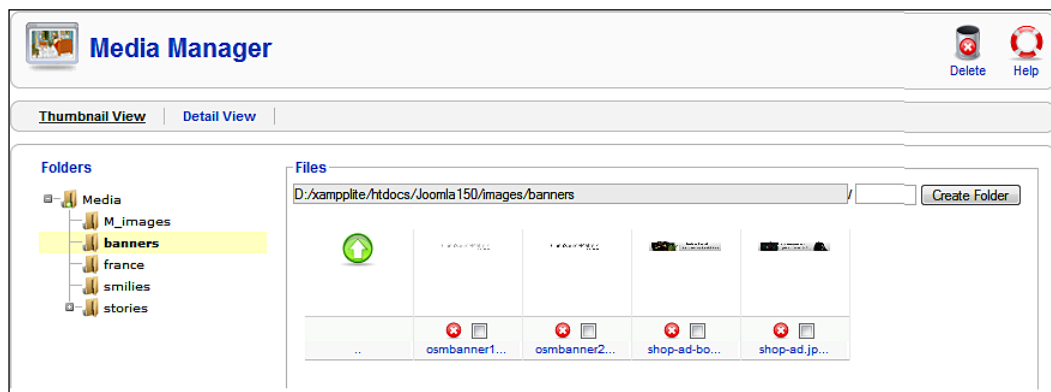 Media Manager
Delete
Help
Thumbnail View
Detail View
Folders
Media
M_images
banners
france
smilies
stories
Files
D:/xampplite/htdocs/Joomla150/images/banners
/
Create Folder
..
osmbanner1...
osmbanner2...
shop-ad-bo...
shop-ad.jp...